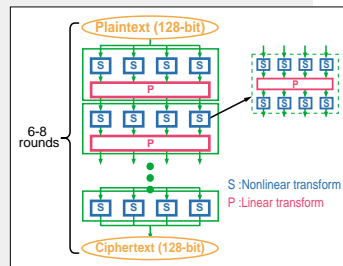 Plaintext (128-bit)
S S S S
P
S S S S
P
S S S S
P
S S S S
6-8
rounds
S S S S
S :Nonlinear transform
P :Linear transform
Ciphertext (128-bit)